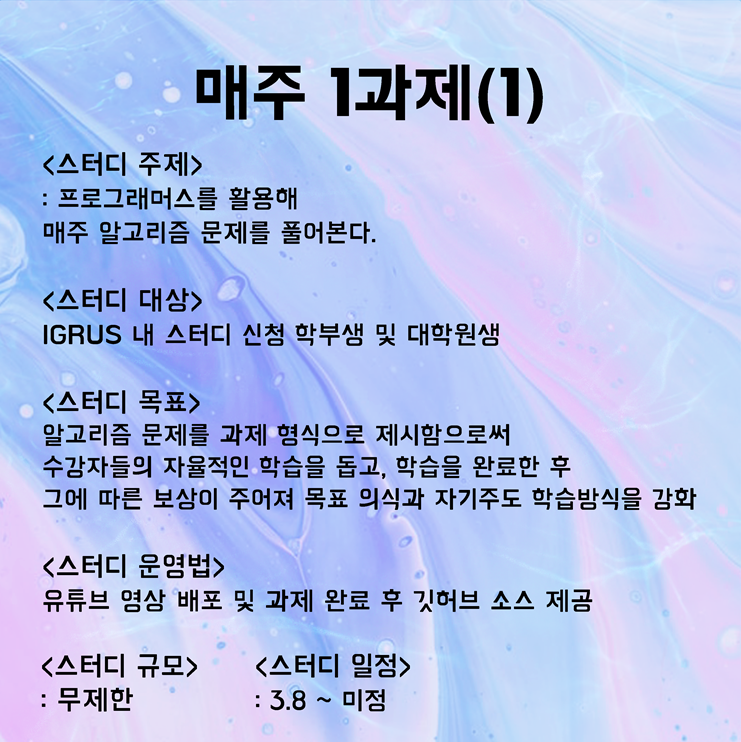 매주 1과제(1)
<스터디 주제>
: 프로그래머스를 활용해
매주 알고리즘 문제를 풀어본다.
<스터디 대상>
IGRUS 내 스터디 신청 학부생 및 대학원생
<스터디 목표>
알고리즘 문제를 과제 형식으로 제시함으로써
수강자들의 자율적인 학습을 돕고, 학습을 완료한 후
그에 따른 보상이 주어져 목표 의식과 자기주도 학습방식을 강화
<스터디 운영법>
유튜브 영상 배포 및 과제 완료 후 깃허브 소스 제공
<스터디 규모> <스터디 일정>
: 무제한 : 3.8 ~ 미정